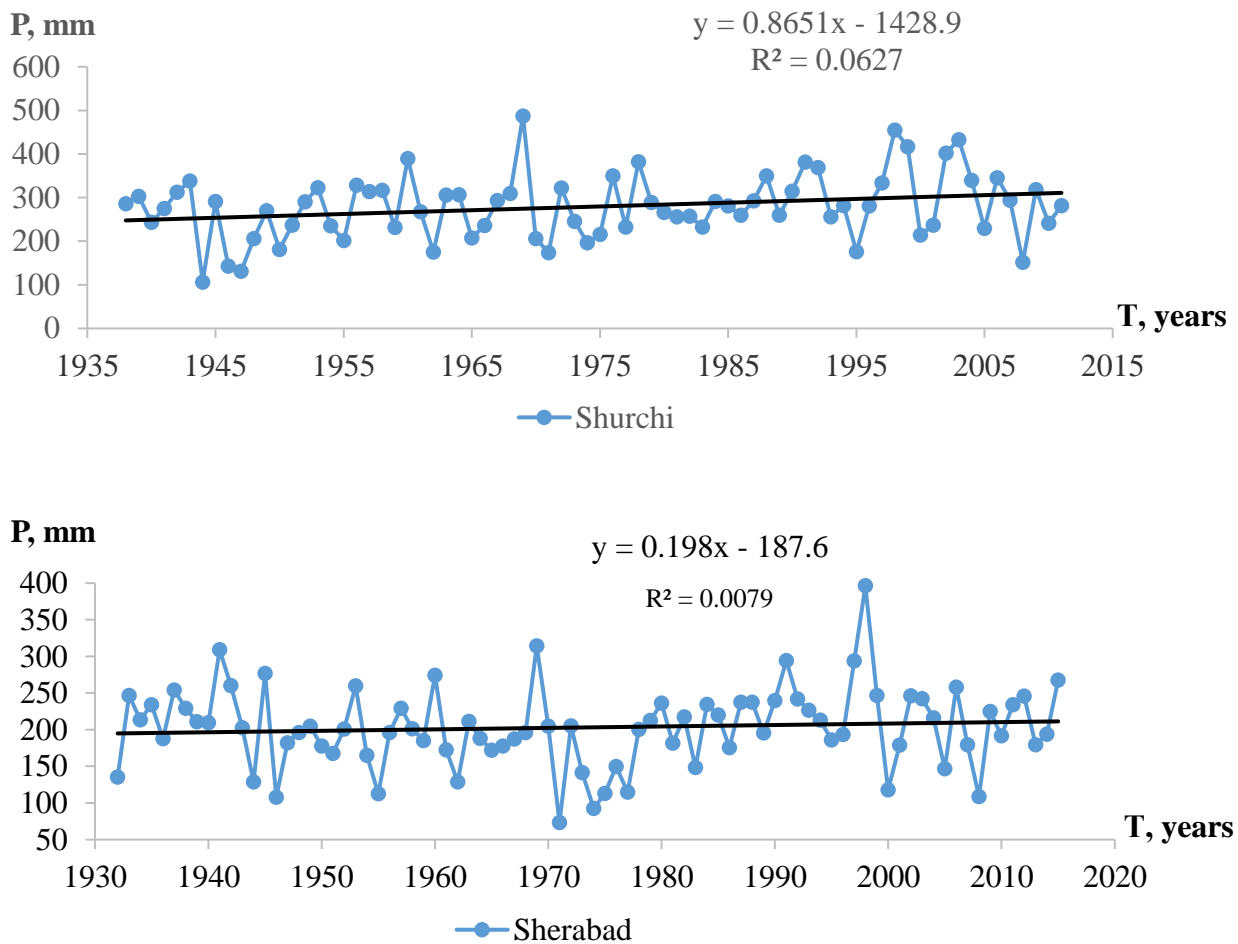 P, mm
y = 0.8651x - 1428.9
R² = 0.0627
600
500
400
300
200
100
0
T, years
1935 1945 1955 1965 1975 1985 1995 2005 2015
Shurchi
P, mm
y = 0.198x - 187.6
R² = 0.0079
400
350
300
250
200
150
100
50
T, years
1930 1940 1950 1960 1970 1980 1990 2000 2010 2020
Sherabad